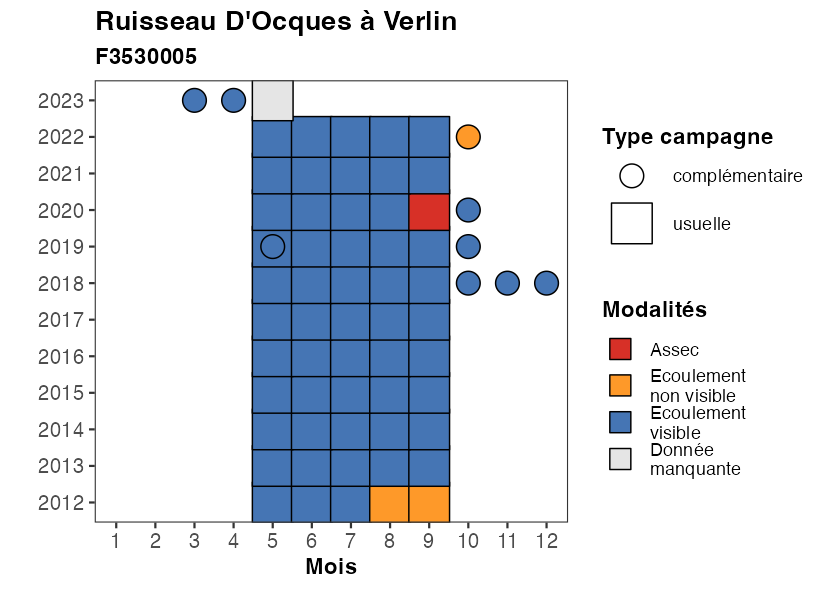 Ruisseau D'Ocques à Verlin
F3530005
2023
2022
2021
2020
2019
2018
2017
2016
2015
2014
2013
2012
1 2 3 4 5 6 7 8 9 10 11 12
Mois
Type campagne
complémentaire
usuelle
Modalités
Assec
Ecoulement
non visible
Ecoulement
visible
Donnée
manquante